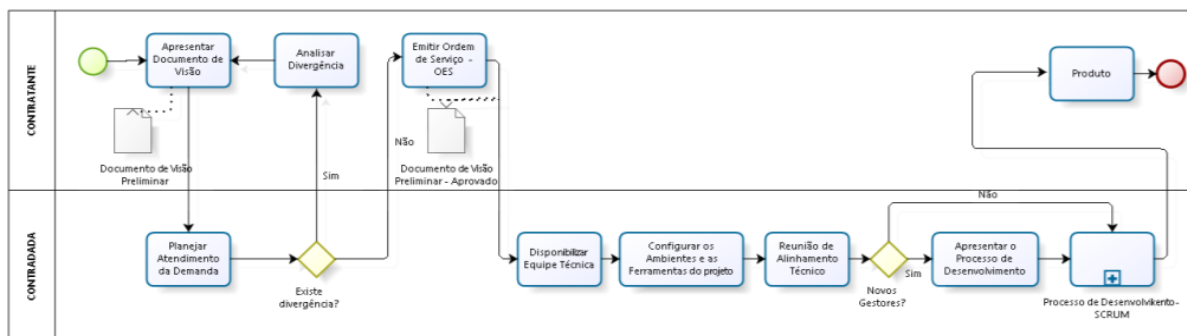 CONTRATANTE
Apresentar
Documento de
Visão
Analisar
Divergência
Emitir Ordem
de Serviço -
OES
Produto
Documento de Visão
Preliminar
Sim
Não
Documento de Visão
Preliminar - Aprovado
CONTRADADA
Planejar
Atendimento
da Demanda
Existe
divergência?
Disponibilizar
Equipe Técnica
Configurar os
Ambientes e as
Ferramentas do projeto
Reunião de
Alinhamento
Técnico
Novos
Gestores?
Não
Sim
Apresentar o
Processo de
Desenvolvimento
Processo de Desenvolvikento-
SCRUM